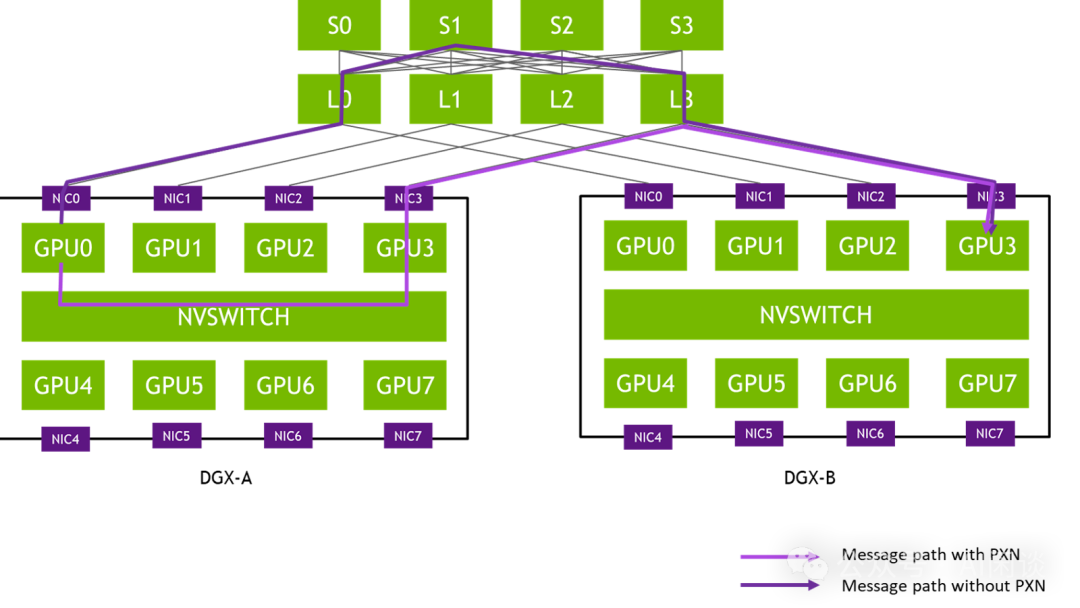 S0 S1 S2 S3
L0 L1 L2 L3
NIC0 NIC1 NIC2 NIC3 NIC0 NIC1 NIC2 NIC3
GPU0 GPU1 GPU2 GPU3 GPU0 GPU1 GPU2 GPU3
NVSWITCH NVSWITCH
GPU4 GPU5 GPU6 GPU7 GPU4 GPU5 GPU6 GPU7
NIC4 NIC5 NIC6 NIC7 NIC4 NIC5 NIC6 NIC7
DGX-A DGX-B
Message path with PXN
Message path without PXN